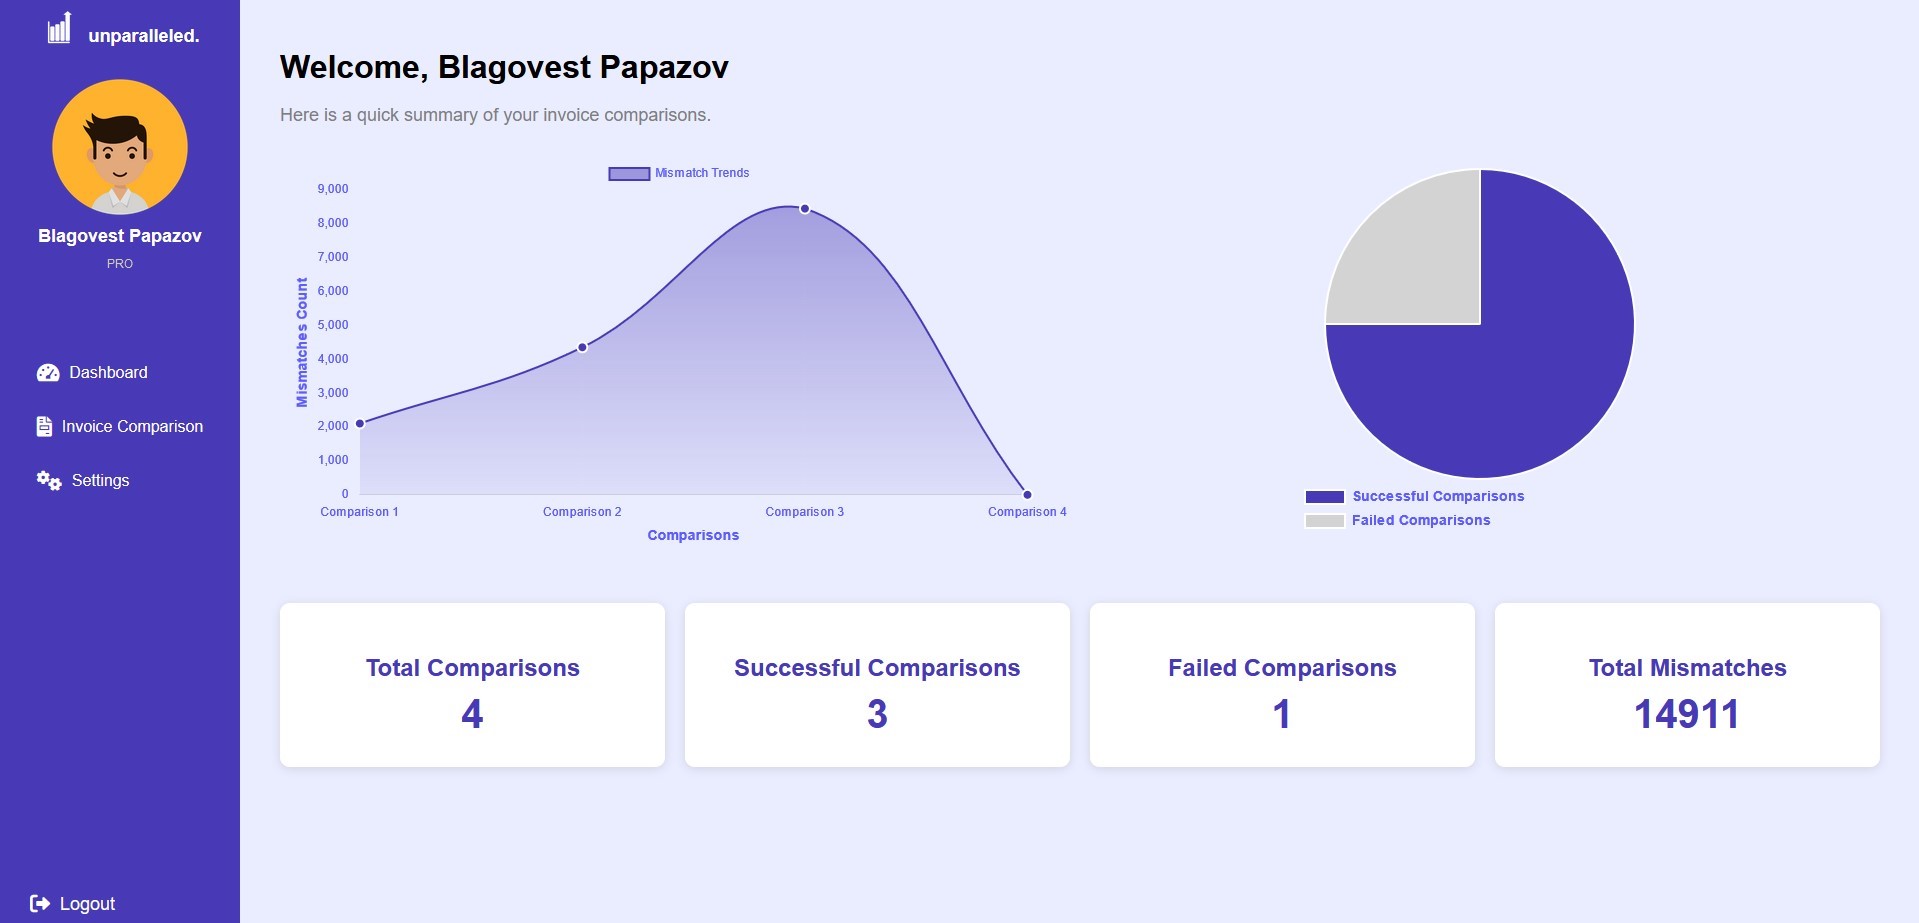 unparalleled.
Blagovest Papazov
PRO
Dashboard
Invoice Comparison
Settings
Logout
Welcome, Blagovest Papazov
Here is a quick summary of your invoice comparisons.
Mismatch Trends
9,000
8,000
7,000
6,000
5,000
4,000
3,000
2,000
1,000
0
Mismatches Count
Comparison 1
Comparison 2
Comparison 3
Comparison 4
Comparisons
Successful Comparisons
Failed Comparisons
Total Comparisons
4
Successful Comparisons
3
Failed Comparisons
1
Total Mismatches
14911